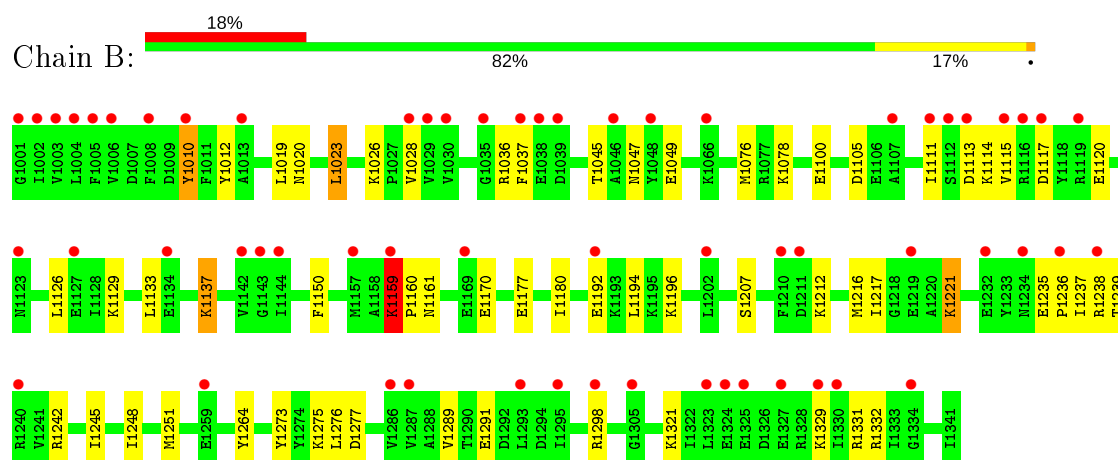 18%
Chain B:
82% 17% •
G1001 I1002 V1003 L1004 F1005 V1006 D1007 F1008 D1009 Y1010 F1011 Y1012 A1013 L1019 N1020 L1023 K1026 P1027 V1028 V1029 V1030 G1035 R1036 F1037 E1038 D1039 T1045 A1046 N1047 Y1048 E1049 K1066 M1076 R1077 K1078 E1100 D1105 E1106 A1107 I1111 S1112 D1113 K1114 V1115 R1116 D1117 Y1118 R1119 E1120
N1123 L1126 E1127 I1128 K1129 L1133 E1134 K1137 V1142 G1143 I1144 F1150 M1157 A1158 K1159 P1160 N1161 E1169 E1170 E1177 I1180 E1192 K1193 L1194 K1195 K1196 L1202 S1207 F1210 D1211 K1212 M1216 I1217 G1218 E1219 A1220 K1221 E1232 Y1233 N1234 E1235 P1236 I1237 R1238 T1239
R1240 V1241 R1242 I1245 I1248 M1251 E1259 Y1264 Y1273 Y1274 K1275 L1276 D1277 V1286 V1287 A1288 V1289 T1290 E1291 D1292 L1293 D1294 I1295 R1298 G1305 K1321 I1322 L1323 E1324 E1325 D1326 E1327 R1328 K1329 I1330 R1331 R1332 I1333 G1334 I1341